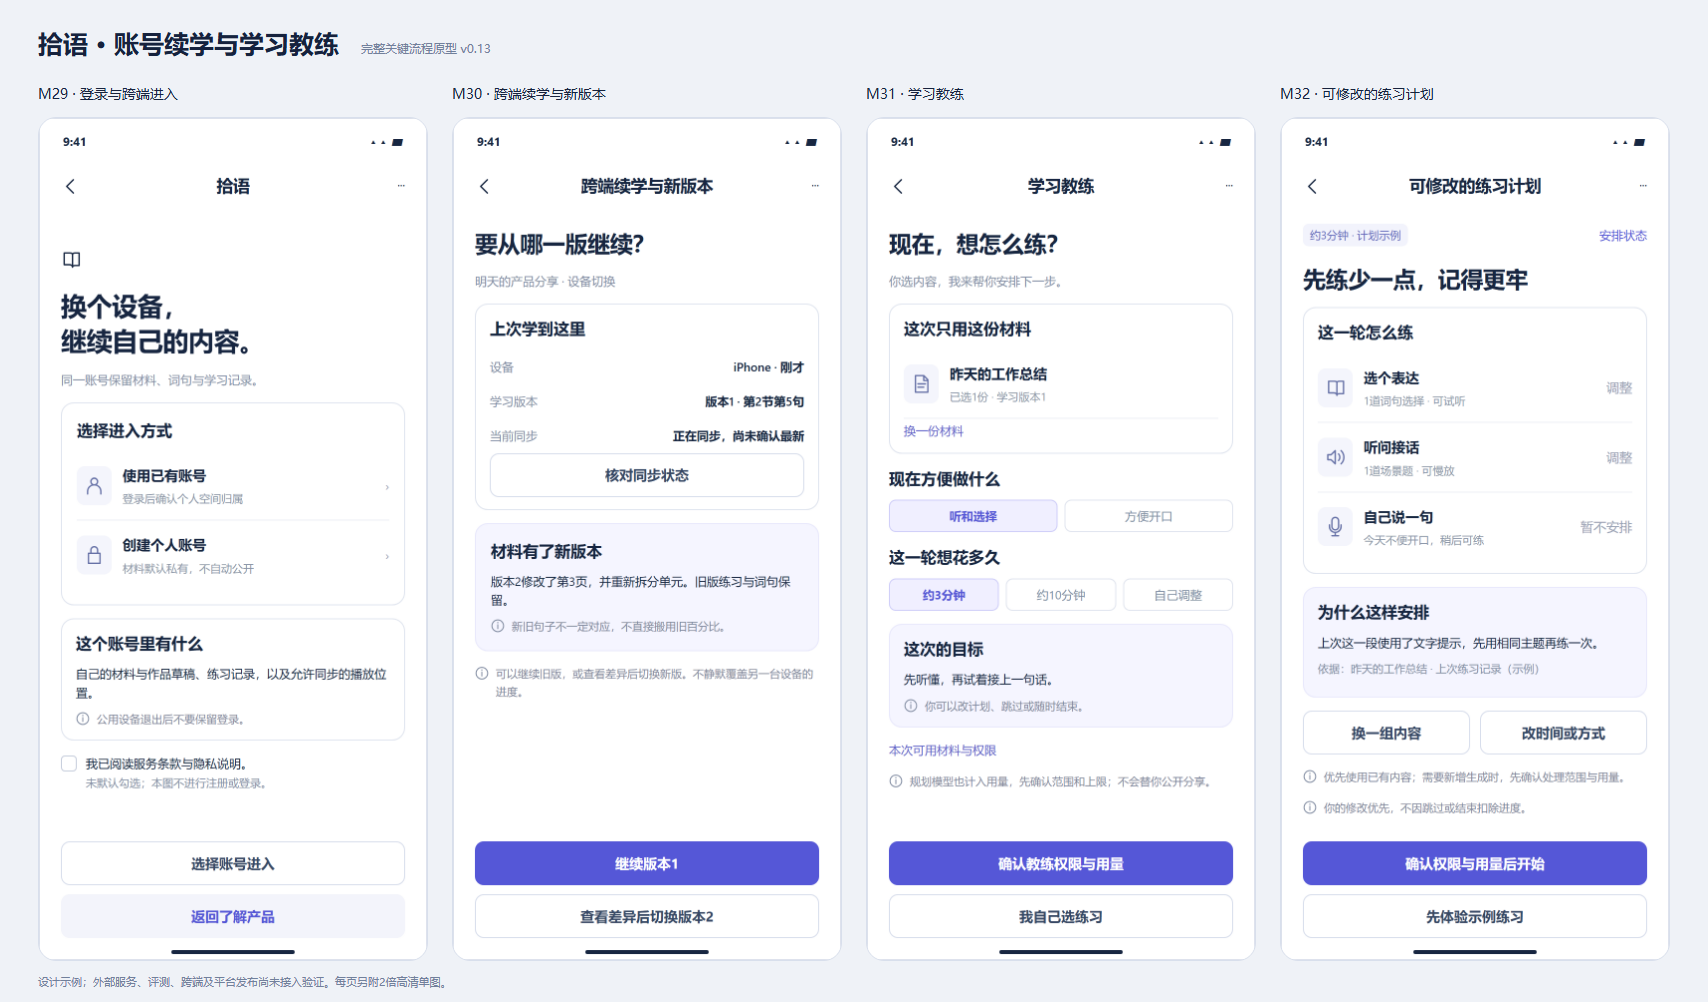 拾语 · 账号续学与学习教练 完整关键流程原型 v0.13
M29 · 登录与跨端进入
9:41
拾语
换个设备，
继续自己的内容。
同一账号保留材料、词句与学习记录。
选择进入方式
使用已有账号
登录后确认个人空间归属
创建个人账号
材料默认私有，不自动公开
这个账号里有什么
自己的材料与作品草稿、练习记录，以及允许同步的播放位
置。
公用设备退出后不要保留登录。
我已阅读服务条款与隐私说明。
未默认勾选；本图不进行注册或登录。
选择账号进入
返回了解产品
M30 · 跨端续学与新版本
9:41
跨端续学与新版本
要从哪一版继续？
明天的产品分享 · 设备切换
上次学到这里
设备 iPhone · 刚才
学习版本 版本1 · 第2节第5句
当前同步 正在同步，尚未确认最新
核对同步状态
材料有了新版本
版本2修改了第3页，并重新拆分单元。旧版练习与词句保
留。
新旧句子不一定对应，不直接搬用旧百分比。
可以继续旧版，或查看差异后切换新版。不静默覆盖另一台设备的
进度。
继续版本1
查看差异后切换版本2
M31 · 学习教练
9:41
学习教练
现在，想怎么练？
你选内容，我来帮你安排下一步。
这次只用这份材料
昨天的工作总结
已选1份 · 学习版本1
换一份材料
现在方便做什么
听和选择 方便开口
这一轮想花多久
约3分钟 约10分钟 自己调整
这次的目标
先听懂，再试着接上一句话。
你可以改计划、跳过或随时结束。
本次可用材料与权限
规划模型也计入用量，先确认范围和上限；不会替你公开分享。
确认教练权限与用量
我自己选练习
M32 · 可修改的练习计划
9:41
可修改的练习计划
约3分钟 · 计划示例 安排状态
先练少一点，记得更牢
这一轮怎么练
选个表达
1道词句选择 · 可试听
调整
听问接话
1道场景题 · 可慢放
调整
自己说一句
今天不便开口，稍后可练
暂不安排
为什么这样安排
上次这一段使用了文字提示，先用相同主题再练一次。
依据：昨天的工作总结 · 上次练习记录（示例）
换一组内容 改时间或方式
优先使用已有内容；需要新增生成时，先确认处理范围与用量。
你的修改优先，不因跳过或结束扣除进度。
确认权限与用量后开始
先体验示例练习
设计示例；外部服务、评测、跨端及平台发布尚未接入验证。每页另附2倍高清单图。